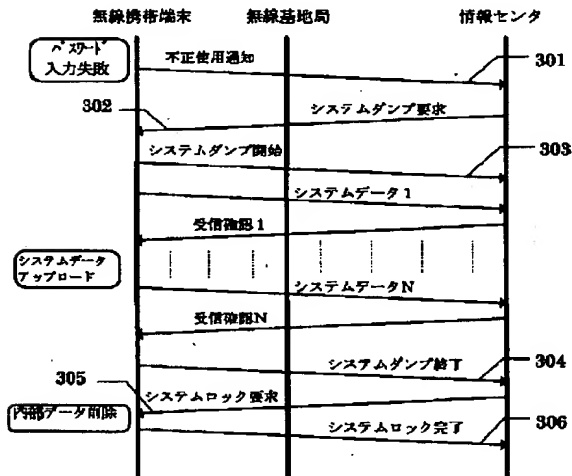 無線携帯端末 無線基地局 情報センタ
パスワード
入力失敗
不正使用通知
301
302
システムダンプ要求
システムダンプ開始
303
システムデータ1
受信確認1
システムデータ
アップロード
システムデータN
受信確認N
システムダンプ終了
304
305
システムロック要求
内部データ削除
システムロック完了
306